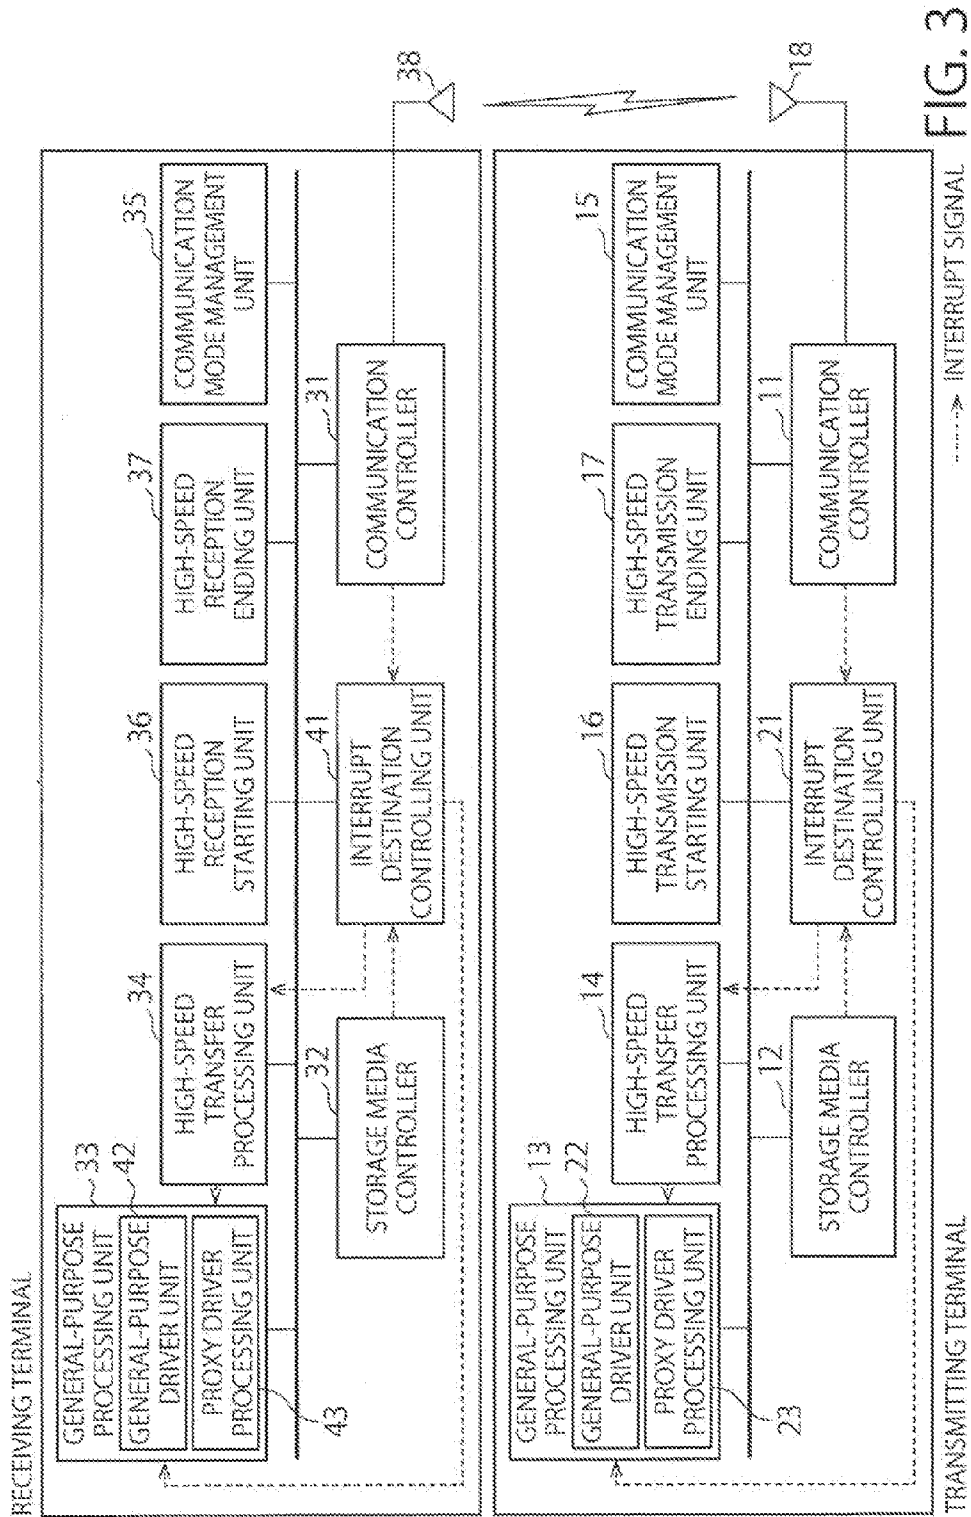 RECEIVING TERMINAL
33
GENERAL-PURPOSE
PROCESSING UNIT
42
GENERAL-PURPOSE
DRIVER UNIT
PROXY DRIVER
PROCESSING UNIT
43
34
HIGH-SPEED
TRANSFER
PROCESSING UNIT
36
HIGH-SPEED
RECEPTION
STARTING UNIT
37
HIGH-SPEED
RECEPTION
ENDING UNIT
35
COMMUNICATION
MODE MANAGEMENT
UNIT
32
STORAGE MEDIA
CONTROLLER
41
INTERRUPT
DESTINATION
CONTROLLING UNIT
31
COMMUNICATION
CONTROLLER
38
13
GENERAL-PURPOSE
PROCESSING UNIT
22
GENERAL-PURPOSE
DRIVER UNIT
PROXY DRIVER
PROCESSING UNIT
23
14
HIGH-SPEED
TRANSFER
PROCESSING UNIT
16
HIGH-SPEED
TRANSMISSION
STARTING UNIT
17
HIGH-SPEED
TRANSMISSION
ENDING UNIT
15
COMMUNICATION
MODE MANAGEMENT
UNIT
12
STORAGE MEDIA
CONTROLLER
21
INTERRUPT
DESTINATION
CONTROLLING UNIT
11
COMMUNICATION
CONTROLLER
18
TRANSMITTING TERMINAL
INTERRUPT SIGNAL
FIG. 3